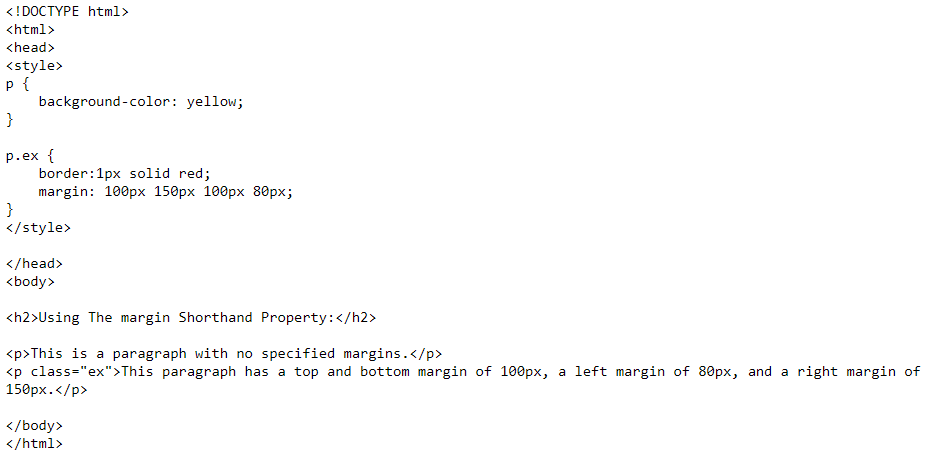 <!DOCTYPE html>
<html>
<head>
<style>
p {
    background-color: yellow;
}

p.ex {
    border:1px solid red;
    margin: 100px 150px 100px 80px;
}
</style>

</head>
<body>

<h2>Using The margin Shorthand Property:</h2>

<p>This is a paragraph with no specified margins.</p>
<p class="ex">This paragraph has a top and bottom margin of 100px, a left margin of 80px, and a right margin of
150px.</p>

</body>
</html>